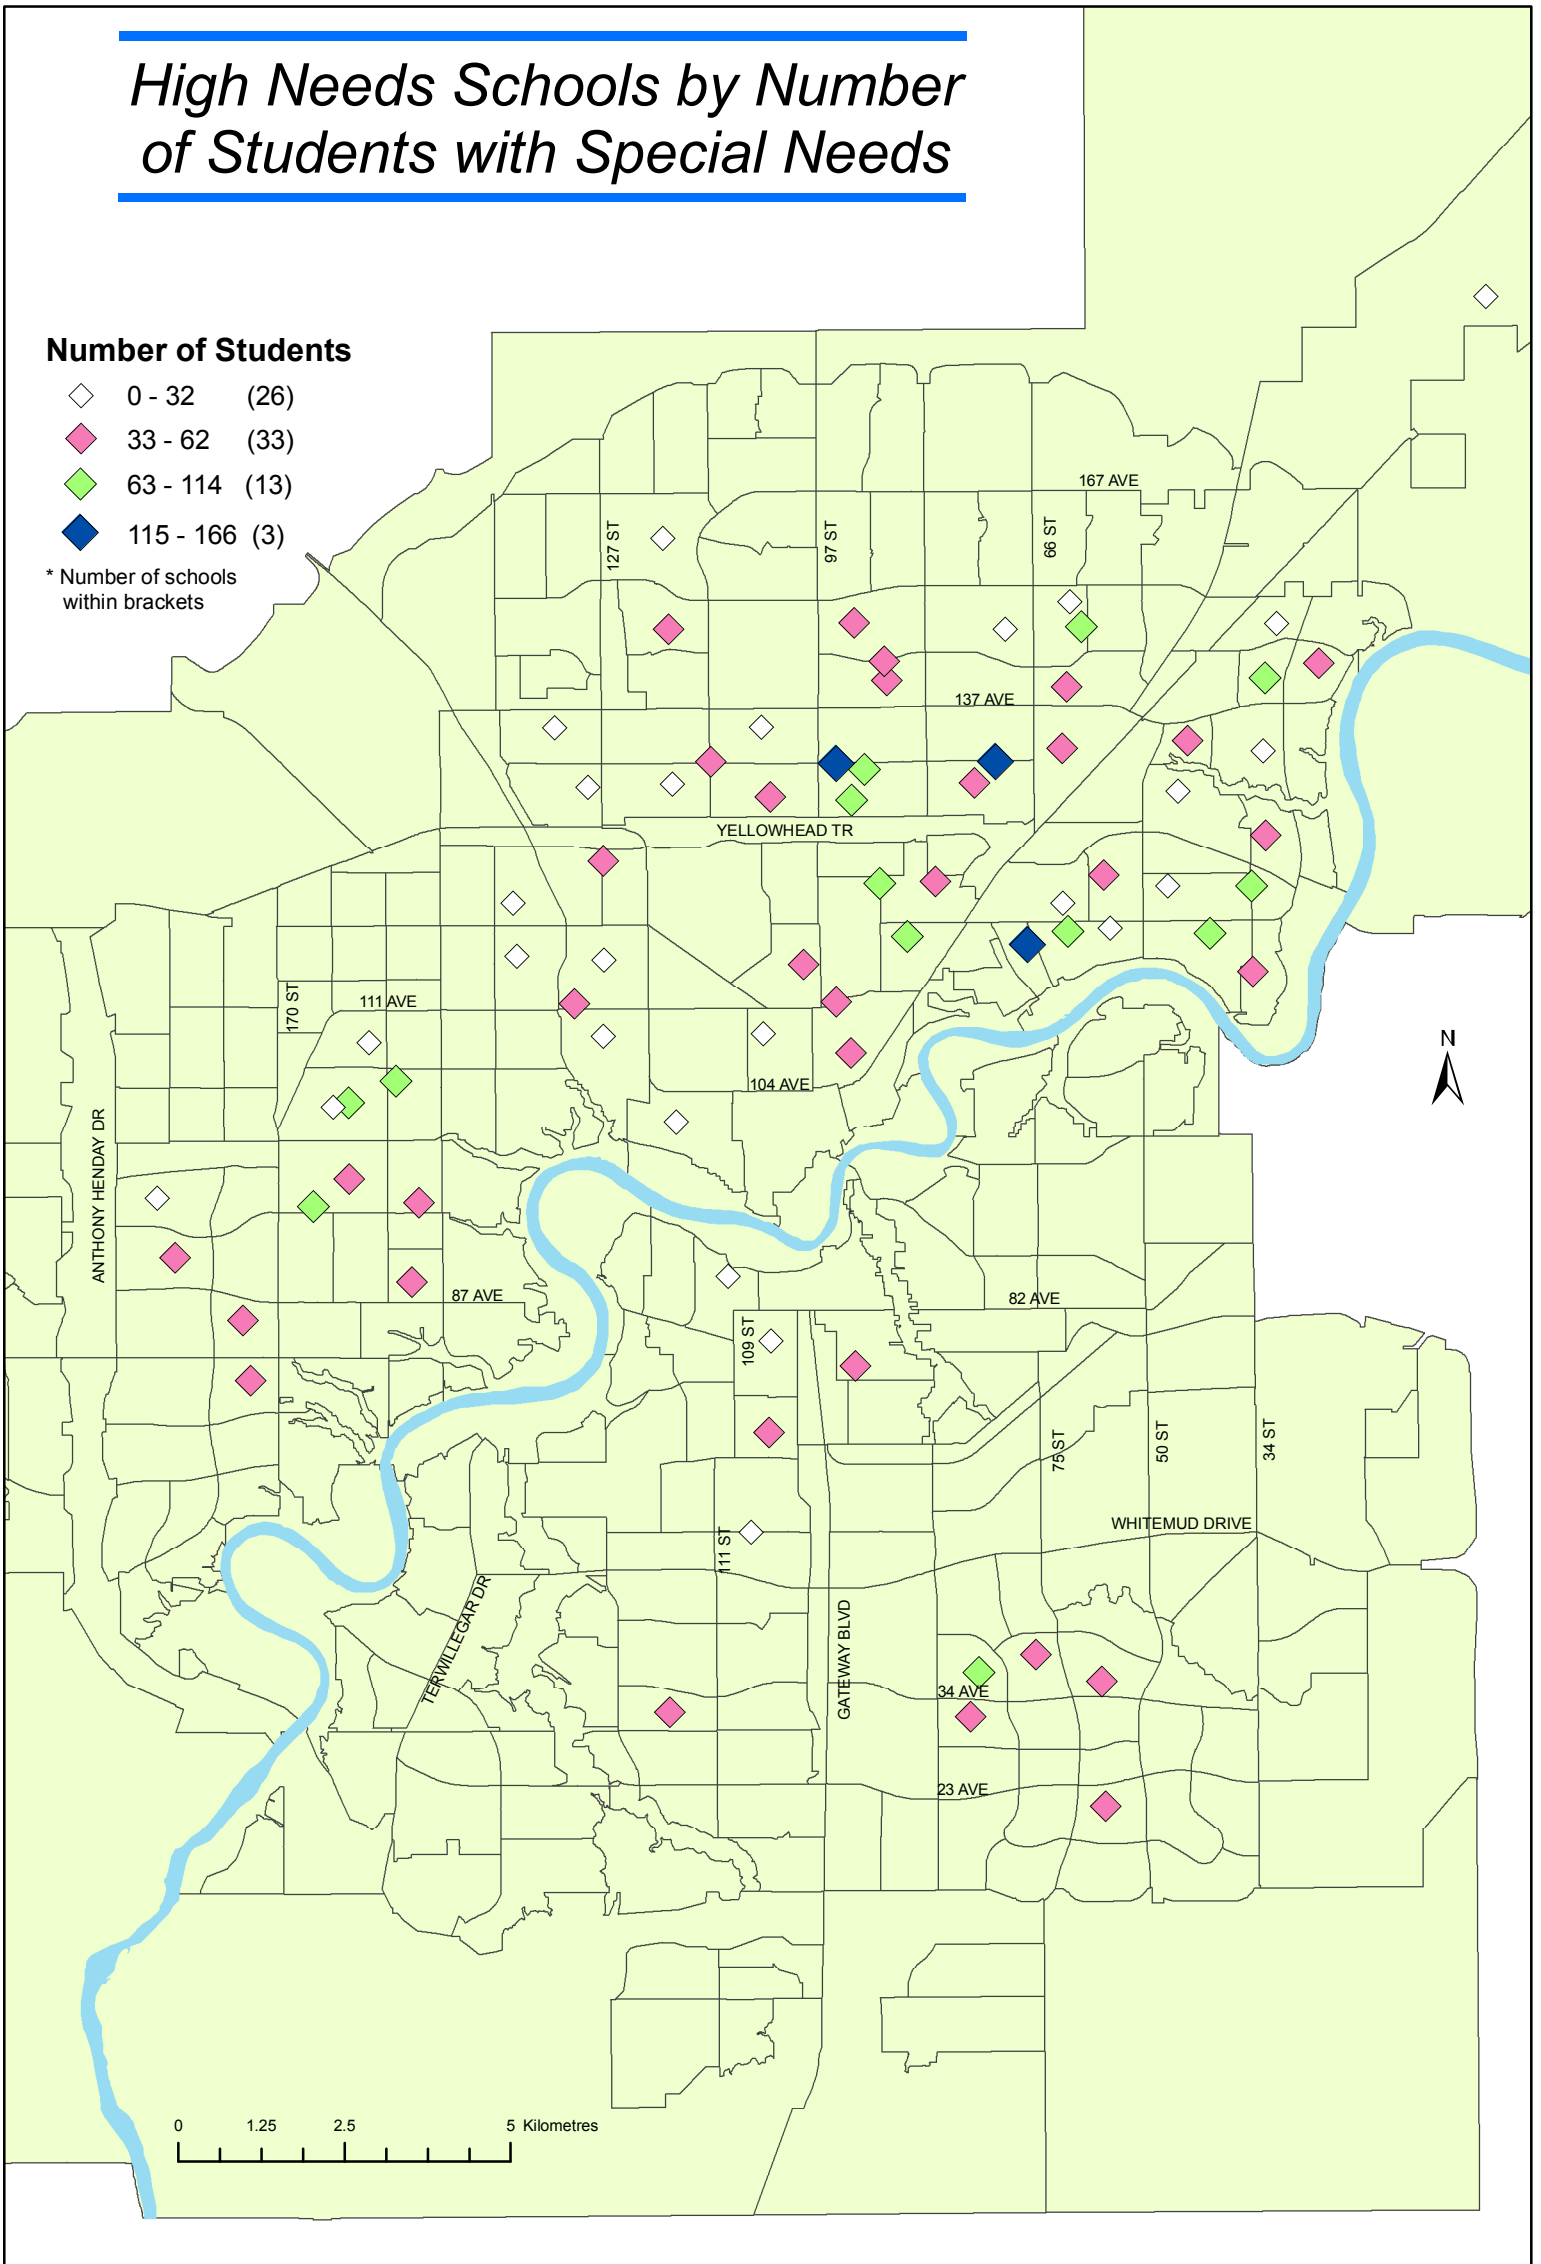 High Needs Schools by Number
of Students with Special Needs
Number of Students
0 - 32 (26)
33 - 62 (33)
63 - 114 (13)
115 - 166 (3)
* Number of schools
within brackets
167 AVE
127 ST
97 ST
66 ST
137 AVE
YELLOWHEAD TR
170 ST
111 AVE
N
104 AVE
ANTHONY HENDAY DR
87 AVE
82 AVE
109 ST
75 ST
50 ST
34 ST
WHITEMUD DRIVE
111 ST
TERWILLEGAR DR
GATEWAY BLVD
34 AVE
23 AVE
0 1.25 2.5 5 Kilometres